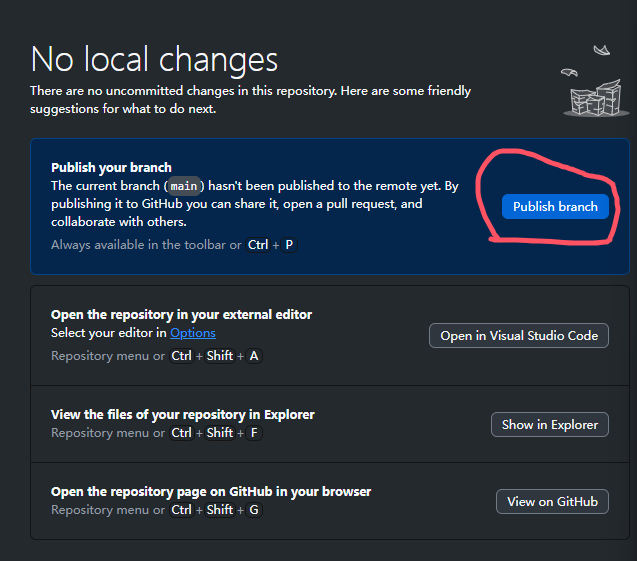 No local changes
There are no uncommitted changes in this repository. Here are some friendly
suggestions for what to do next.
Publish your branch
The current branch (main) hasn't been published to the remote yet. By
publishing it to GitHub you can share it, open a pull request, and
collaborate with others.
Always available in the toolbar or Ctrl + P
Publish branch
Open the repository in your external editor
Select your editor in Options
Repository menu or Ctrl + Shift + A
Open in Visual Studio Code
View the files of your repository in Explorer
Repository menu or Ctrl + Shift + F
Show in Explorer
Open the repository page on GitHub in your browser
Repository menu or Ctrl + Shift + G
View on GitHub